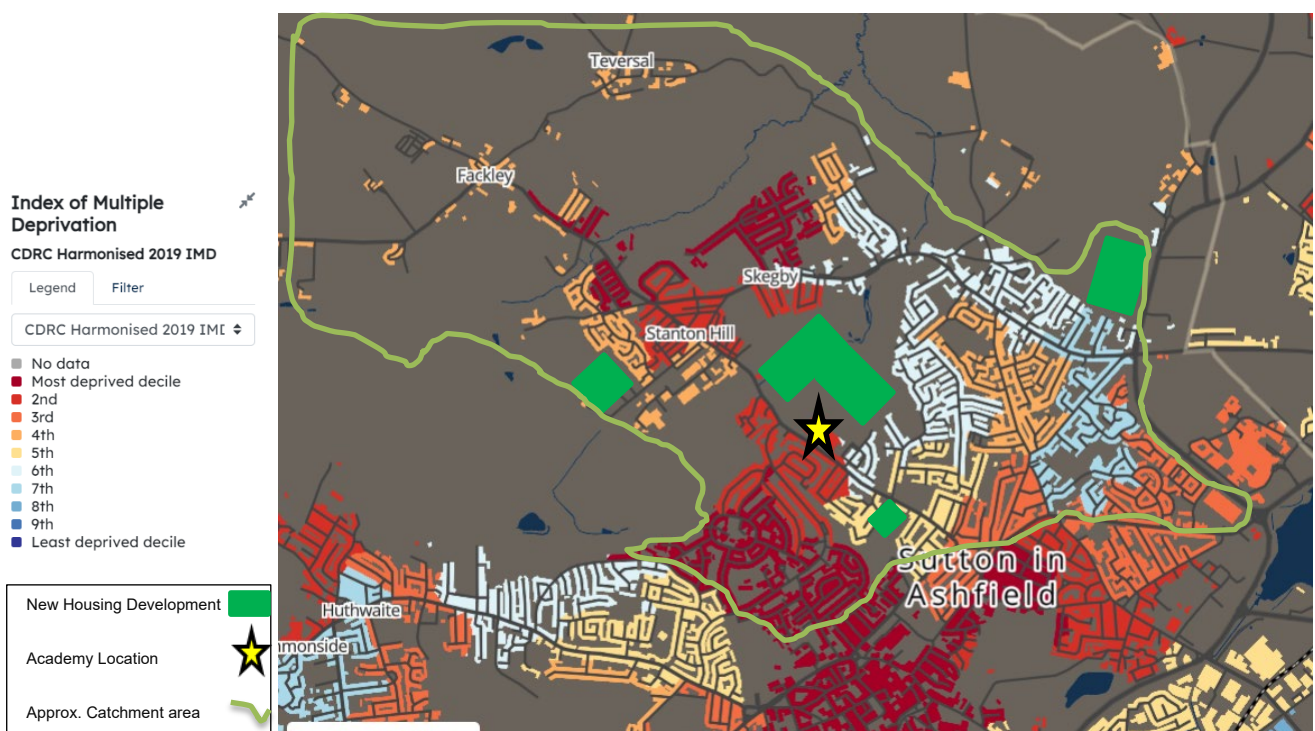 Index of Multiple
Deprivation
CDRC Harmonised 2019 IMD
Legend
Filter
CDRC Harmonised 2019 IMD
No data
Most deprived decile
2nd
3rd
4th
5th
6th
7th
8th
9th
Least deprived decile
New Housing Development
Academy Location
Approx. Catchment area
Teversal
Fackley
Skegby
Stanton Hill
Sutton in
Ashfield
Huthwaite
mmonside